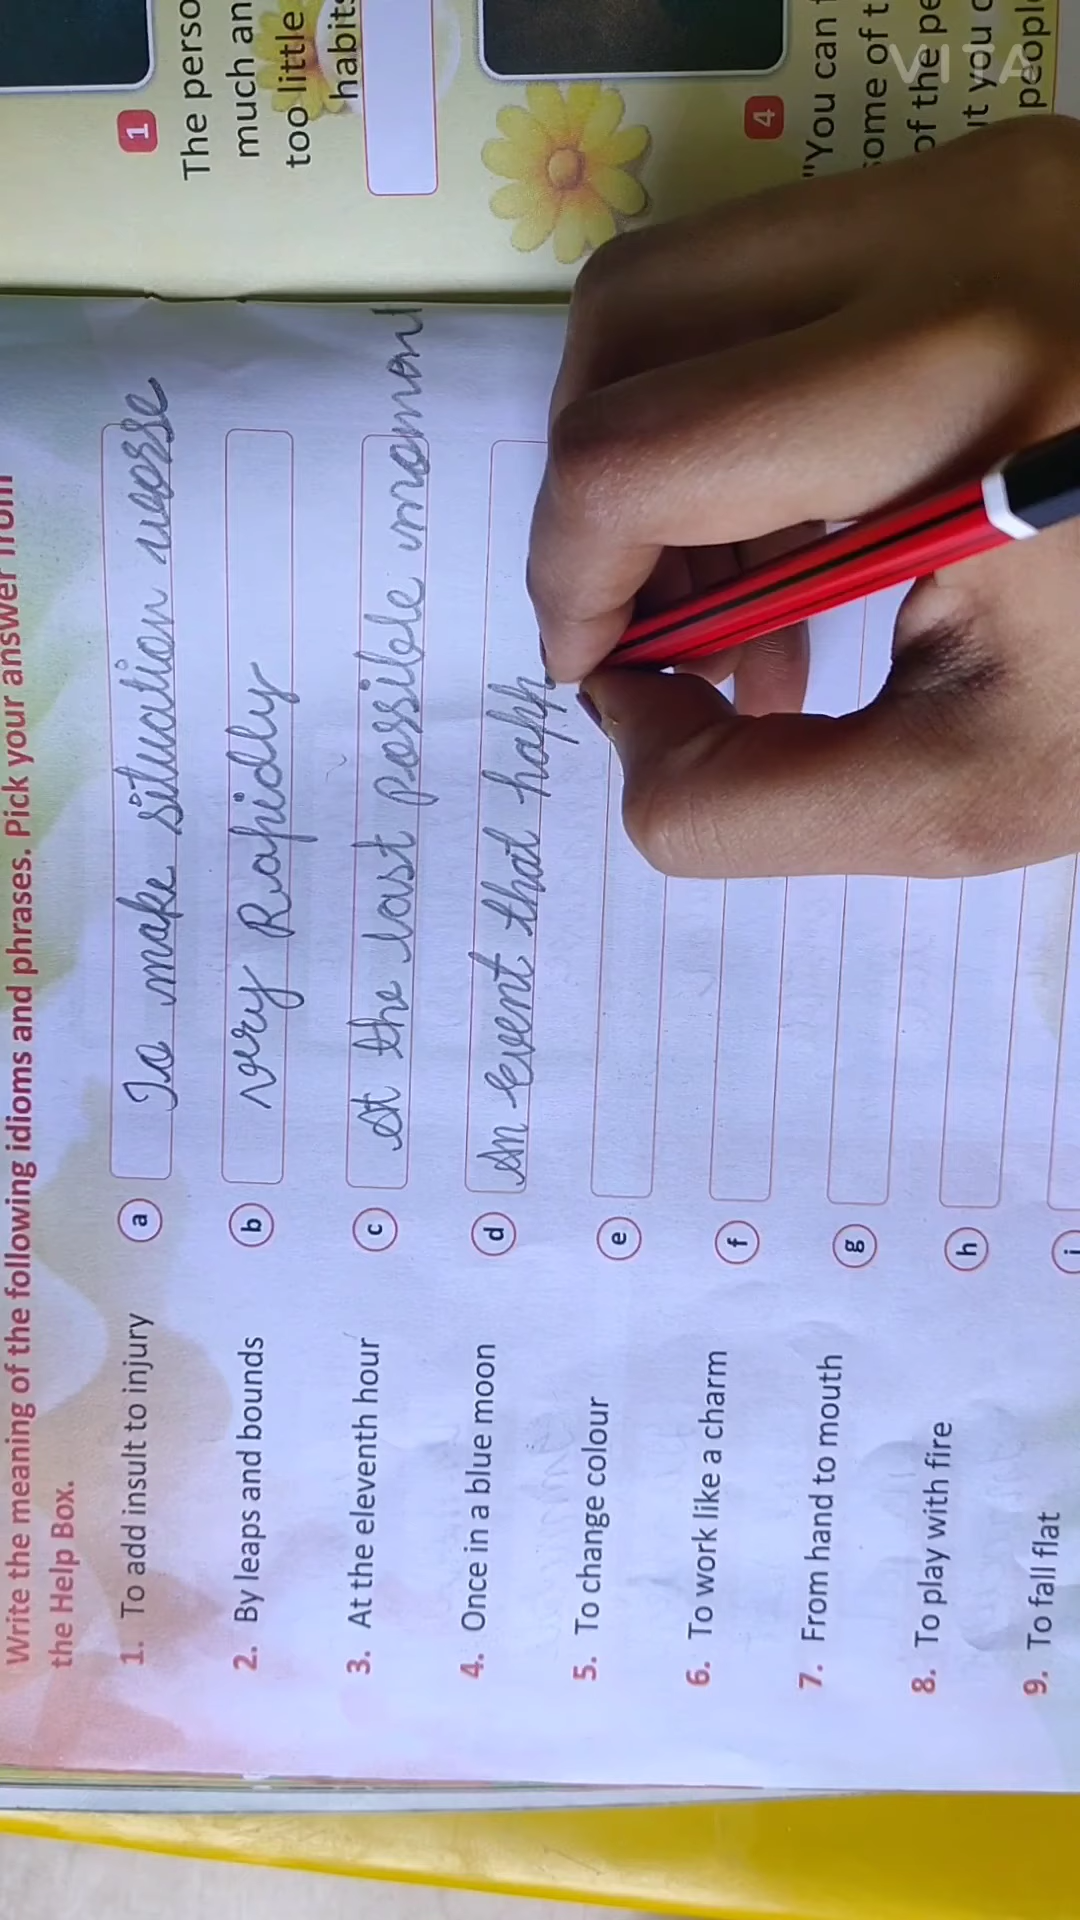 Write the meaning of the following idioms and phrases. Pick your answer from
the Help Box.
1. To add insult to injury a To make situation worse
2. By leaps and bounds b very Rapidly
3. At the eleventh hour c At the last possible moment
4. Once in a blue moon d An event that happ
5. To change colour e
6. To work like a charm f
7. From hand to mouth g
8. To play with fire h
9. To fall flat i
1
The perso
much an
too little
habits
4
"You can
some of t
of the pe
ut you c
people
VITA